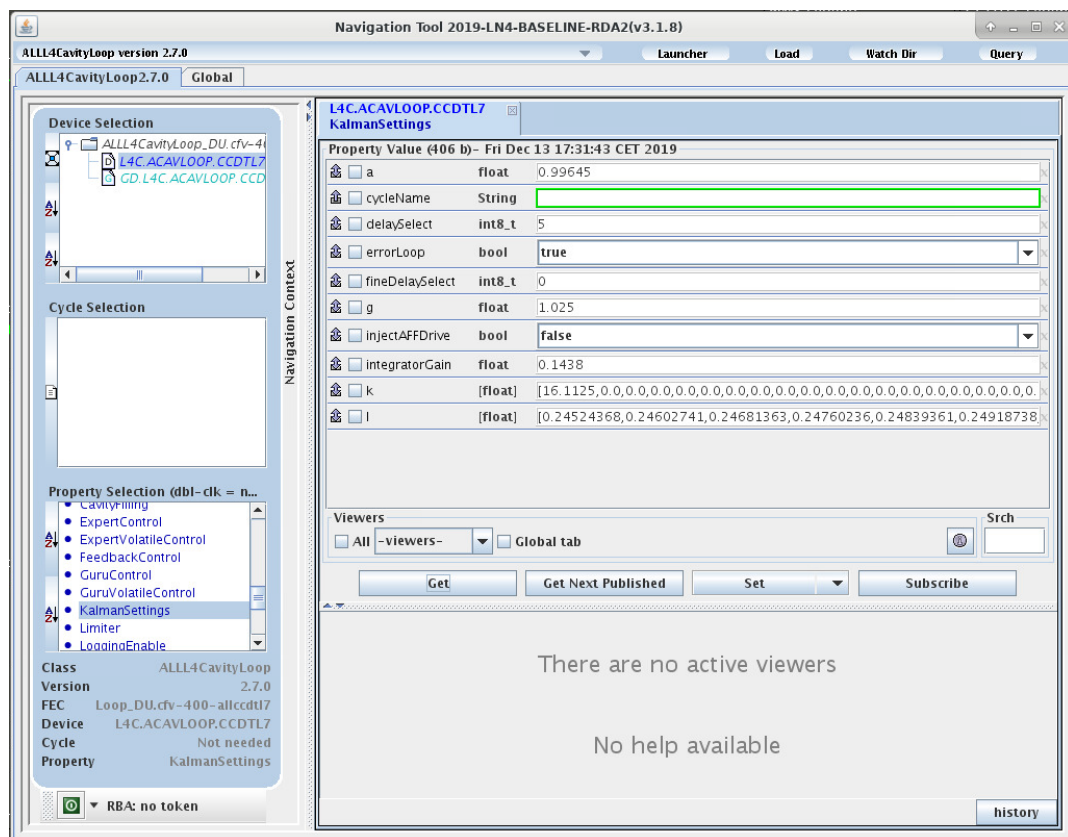 Navigation Tool 2019-LN4-BASELINE-RDA2(v3.1.8)
ALLL4CavityLoop version 2.7.0
Launcher
Load
Watch Dir
Query
ALLL4CavityLoop2.7.0
Global
Device Selection
ALLL4CavityLoop_DU.cfv-40
L4C.ACAVLOOP.CCDTL7
GD.L4C.ACAVLOOP.CCD
Cycle Selection
Navigation Context
Property Selection (dbl-clk = n...
CavityFilling
ExpertControl
ExpertVolatileControl
FeedbackControl
GuruControl
GuruVolatileControl
KalmanSettings
Limiter
LoggingEnable
Class ALLL4CavityLoop
Version 2.7.0
FEC Loop_DU.cfv-400-allccdtl7
Device L4C.ACAVLOOP.CCDTL7
Cycle Not needed
Property KalmanSettings
RBA: no token
L4C.ACAVLOOP.CCDTL7
KalmanSettings
Property Value (406 b)- Fri Dec 13 17:31:43 CET 2019
a float 0.99645
cycleName String
delaySelect int8_t 5
errorLoop bool true
fineDelaySelect int8_t 0
g float 1.025
injectAFFDrive bool false
integratorGain float 0.1438
k [float] [16.1125,0.0,0.0,0.0,0.0,0.0,0.0,0.0,0.0,0.0,0.0,0.0,0.0,0.0,0.0,0.0,0.0,0.0,0.0,0.
l [float] [0.24524368,0.24602741,0.24681363,0.24760236,0.24839361,0.24918738,
Viewers
All -viewers- Global tab
Srch
Get
Get Next Published
Set
Subscribe
There are no active viewers
No help available
history